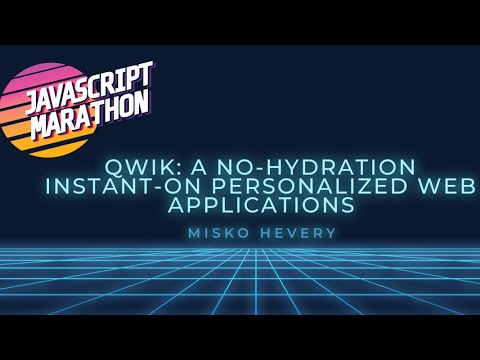 JAVASCRIPT
MARATHON
QWIK: A NO-HYDRATION
INSTANT-ON PERSONALIZED WEB
APPLICATIONS
MISKO HEVERY